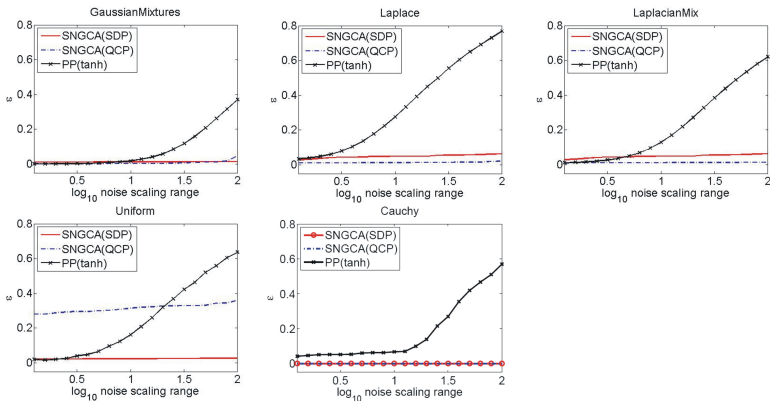 GaussianMixtures
0.8
0.6
0.4
0.2
0
ε
SNGCA(SDP)
SNGCA(QCP)
PP(tanh)
0.5 1 1.5 2
log10 noise scaling range
Laplace
0.8
0.6
0.4
0.2
0
ε
SNGCA(SDP)
SNGCA(QCP)
PP(tanh)
0.5 1 1.5 2
log10 noise scaling range
LaplacianMix
0.8
0.6
0.4
0.2
0
ε
SNGCA(SDP)
SNGCA(QCP)
PP(tanh)
0.5 1 1.5 2
log10 noise scaling range
Uniform
0.8
0.6
0.4
0.2
0
ε
SNGCA(SDP)
SNGCA(QCP)
PP(tanh)
0.5 1 1.5 2
log10 noise scaling range
Cauchy
0.8
0.6
0.4
0.2
0
ε
SNGCA(SDP)
SNGCA(QCP)
PP(tanh)
0.5 1 1.5 2
log10 noise scaling range